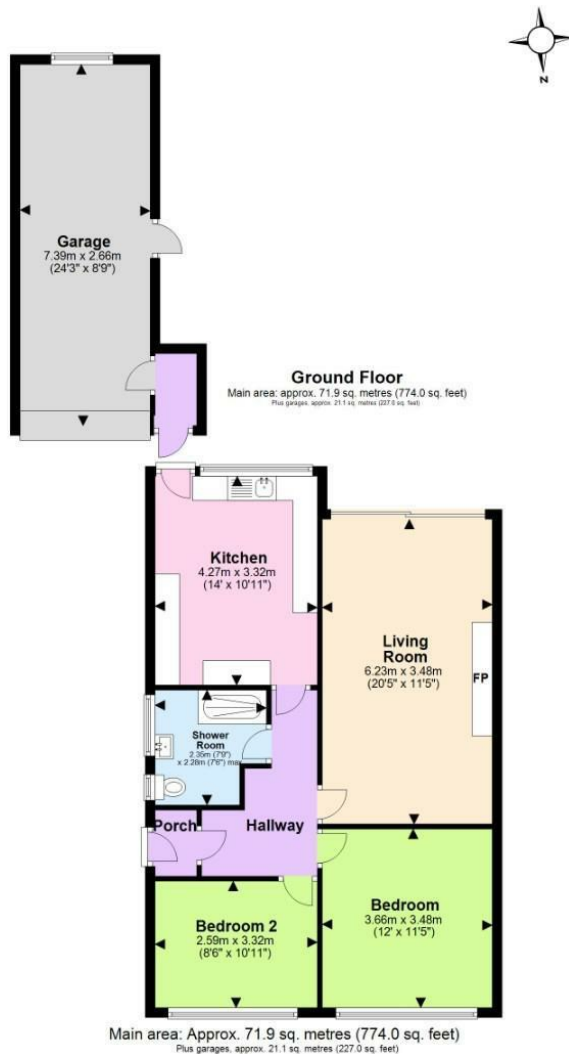 N
Garage
7.39m x 2.66m
(24'3" x 8'9")
Ground Floor
Main area: approx. 71.9 sq. metres (774.0 sq. feet)
Plus garages, approx. 21.1 sq. metres (227.0 sq. feet)
Kitchen
4.27m x 3.32m
(14' x 10'11")
Living
Room
6.23m x 3.48m
(20'5" x 11'5")
FP
Shower
Room
2.35m (7'9")
x 2.28m (7'6") max
Porch
Hallway
Bedroom
3.66m x 3.48m
(12' x 11'5")
Bedroom 2
2.59m x 3.32m
(8'6" x 10'11")
Main area: Approx. 71.9 sq. metres (774.0 sq. feet)
Plus garages, approx. 21.1 sq. metres (227.0 sq. feet)